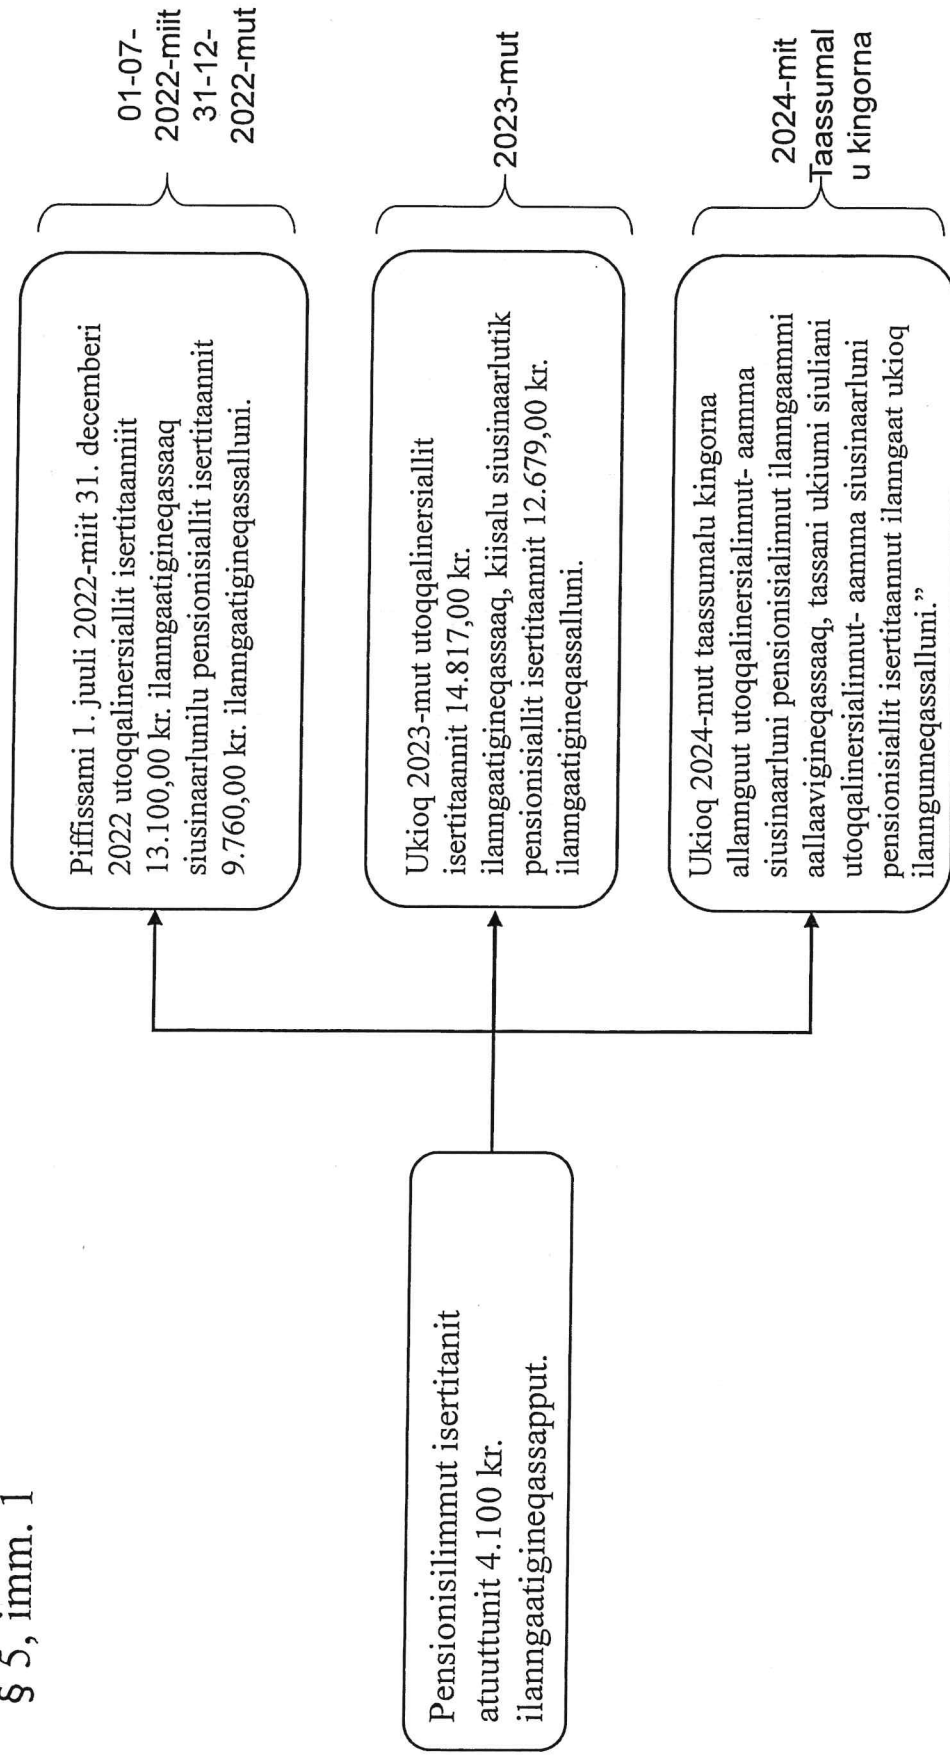 § 5, imm. 1
Pensionisilimmut isertitanit
atuuttunit 4.100 kr.
ilanngaatigineqassapput.
Piffissami 1. juuli 2022-miit 31. decemberi
2022 utoqqalinersiallit isertitaanniit
13.100,00 kr. ilanngaatigineqassaaq
siusinaarlunilu pensionisiallit isertitaannit
9.760,00 kr. ilanngaatigineqassalluni.
01-07-
2022-miit
31-12-
2022-mut
Ukioq 2023-mut utoqqalinersiallit
isertitaannit 14.817,00 kr.
ilanngaatigineqassaaq, kiisalu siusinaarlutik
pensionisiallit isertitaannit 12.679,00 kr.
ilanngaatigineqassalluni.
2023-mut
Ukioq 2024-mut taassumalu kingorna
allannguut utoqqalinersialinnut- aamma
siusinaarluni pensionisialinnut ilanngaammi
aallaavigineqassaaq, tassani ukiumi siuliani
utoqqalinersialinnut- aamma siusinaarluni
pensionisiallit isertitaannut ilanngaat ukioq
ilanngunneqassalluni.”
2024-mit
Taassumal
u kingorna